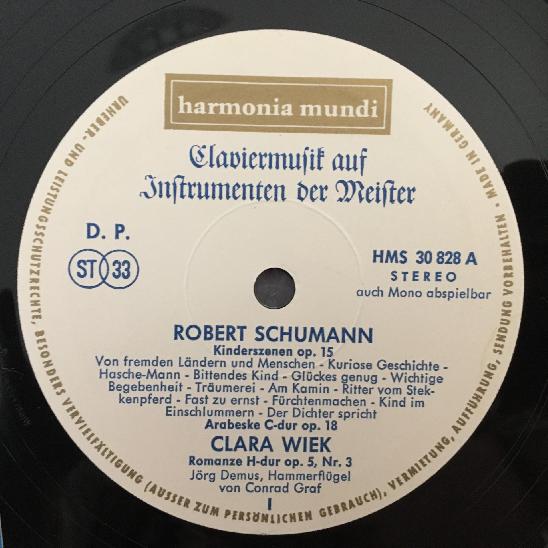 harmonia mundi
Claviermusik auf
Instrumenten der Meister
D. P.
ST 33
HMS 30 828 A
STEREO
auch Mono abspielbar
ROBERT SCHUMANN
Kinderszenen op. 15
Von fremden Ländern und Menschen - Kuriose Geschichte -
Hasche-Mann - Bittendes Kind - Glückes genug - Wichtige
Begebenheit - Träumerei - Am Kamin - Ritter vom Stek-
kenpferd - Fast zu ernst - Fürchtenmachen - Kind im
Einschlummern - Der Dichter spricht
Arabeske C-dur op. 18
CLARA WIEK
Romanze H-dur op. 5, Nr. 3
Jörg Demus, Hammerflügel
von Conrad Graf
I
URHEBER- UND LEISTUNGSSCHUTZRECHTE, BESONDERS VERVIELFÄLTIGUNG (AUSSER ZUM PERSÖNLICHEN GEBRAUCH), VERMIETUNG, AUFFÜHRUNG, SENDUNG VORBEHALTEN · MADE IN GERMANY